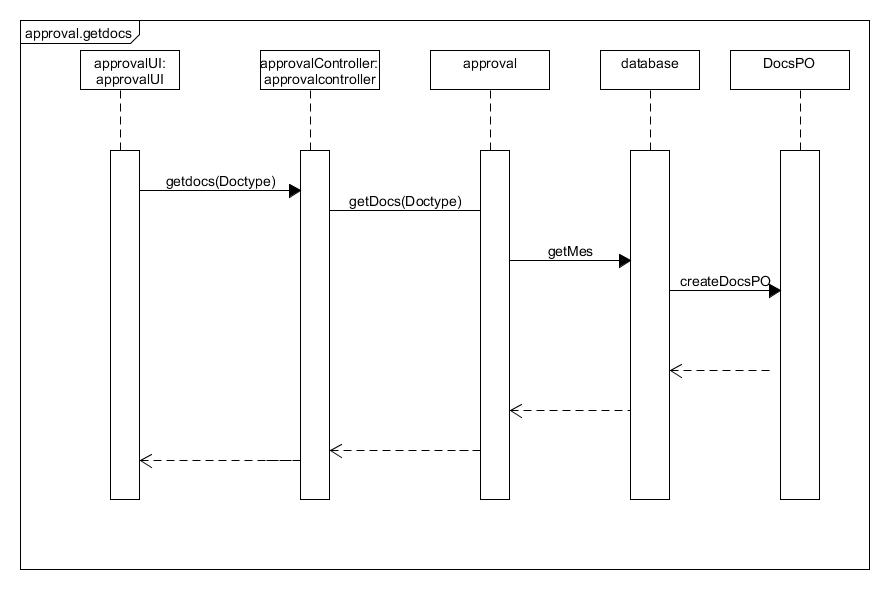 approval.getdocs
approvalUI:
approvalUI
approvalController:
approvalcontroller
approval
database
DocsPO
getdocs(Doctype)
getDocs(Doctype)
getMes
createDocsPO